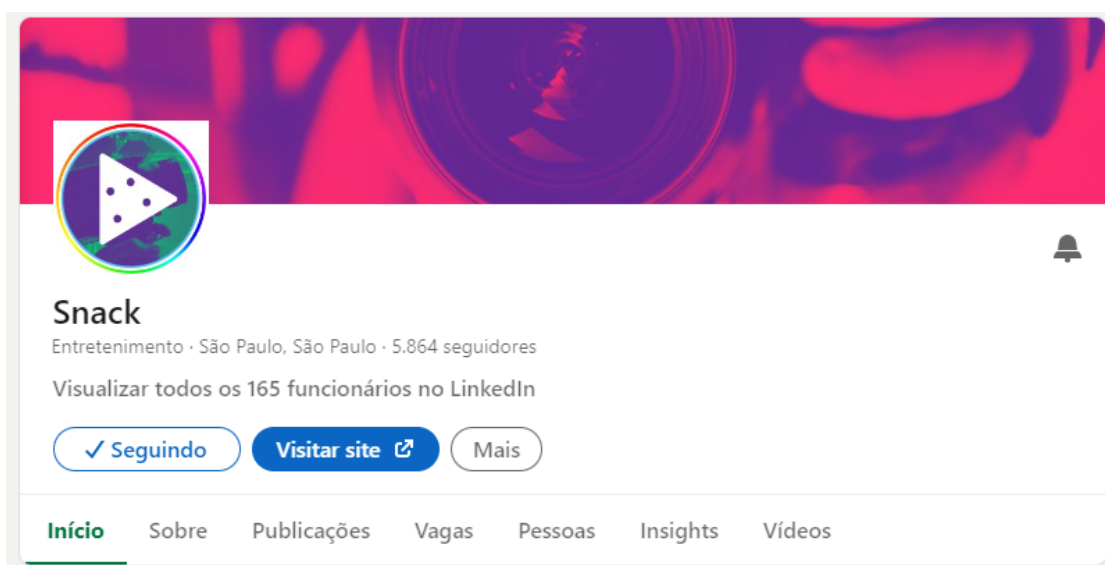 Snack
Entretenimento · São Paulo, São Paulo · 5.864 seguidores
Visualizar todos os 165 funcionários no LinkedIn
✓ Seguindo Visitar site Mais
Início Sobre Publicações Vagas Pessoas Insights Vídeos